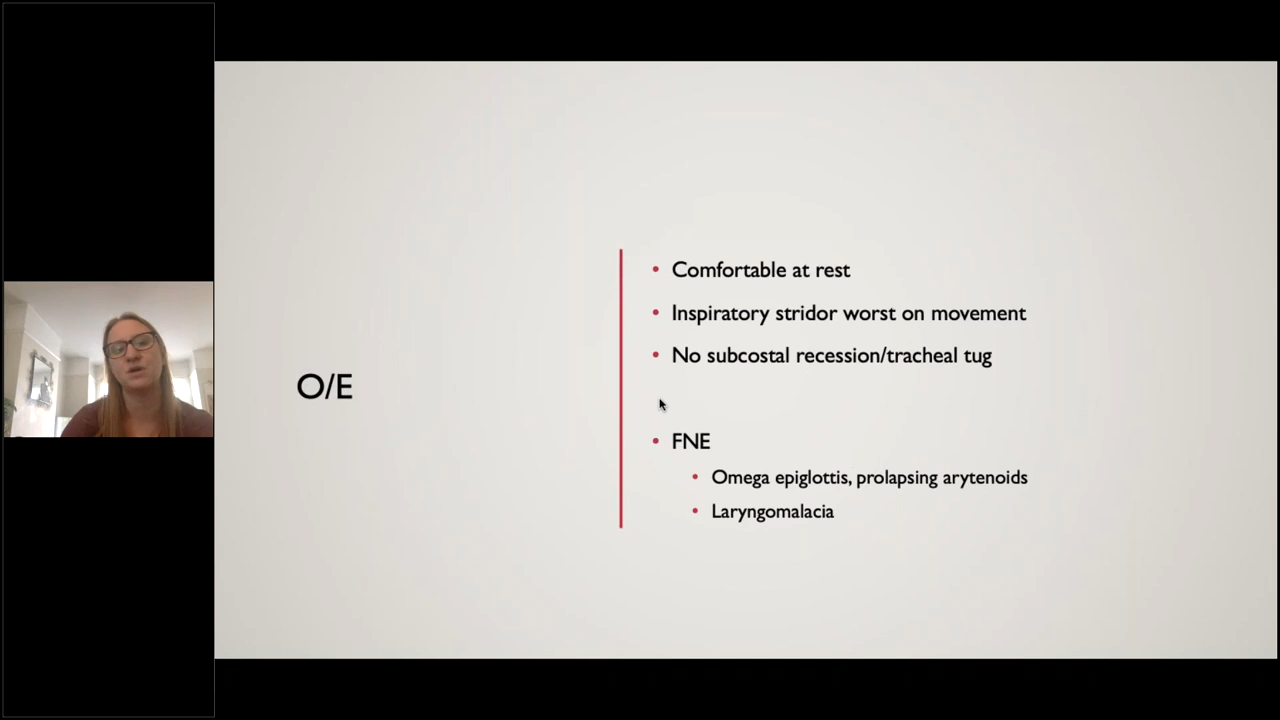 O/E
Comfortable at rest
Inspiratory stridor worst on movement
No subcostal recession/tracheal tug
FNE
Omega epiglottis, prolapsing arytenoids
Laryngomalacia